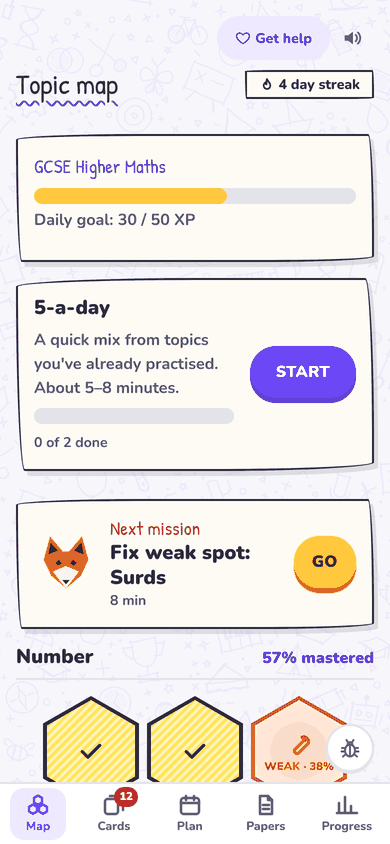 Get help
Topic map
4 day streak
GCSE Higher Maths
Daily goal: 30 / 50 XP
5-a-day
A quick mix from topics
you've already practised.
About 5–8 minutes.
START
0 of 2 done
Next mission
Fix weak spot:
Surds
8 min
GO
Number
57% mastered
WEAK · 38%
12
Map
Cards
Plan
Papers
Progress